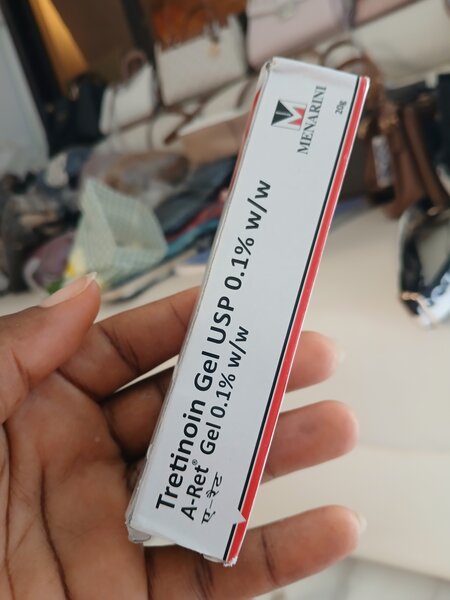 MENARINI
20g
Tretinoin Gel USP 0.1% w/w
A-Ret® Gel 0.1% w/w
ए-रेट